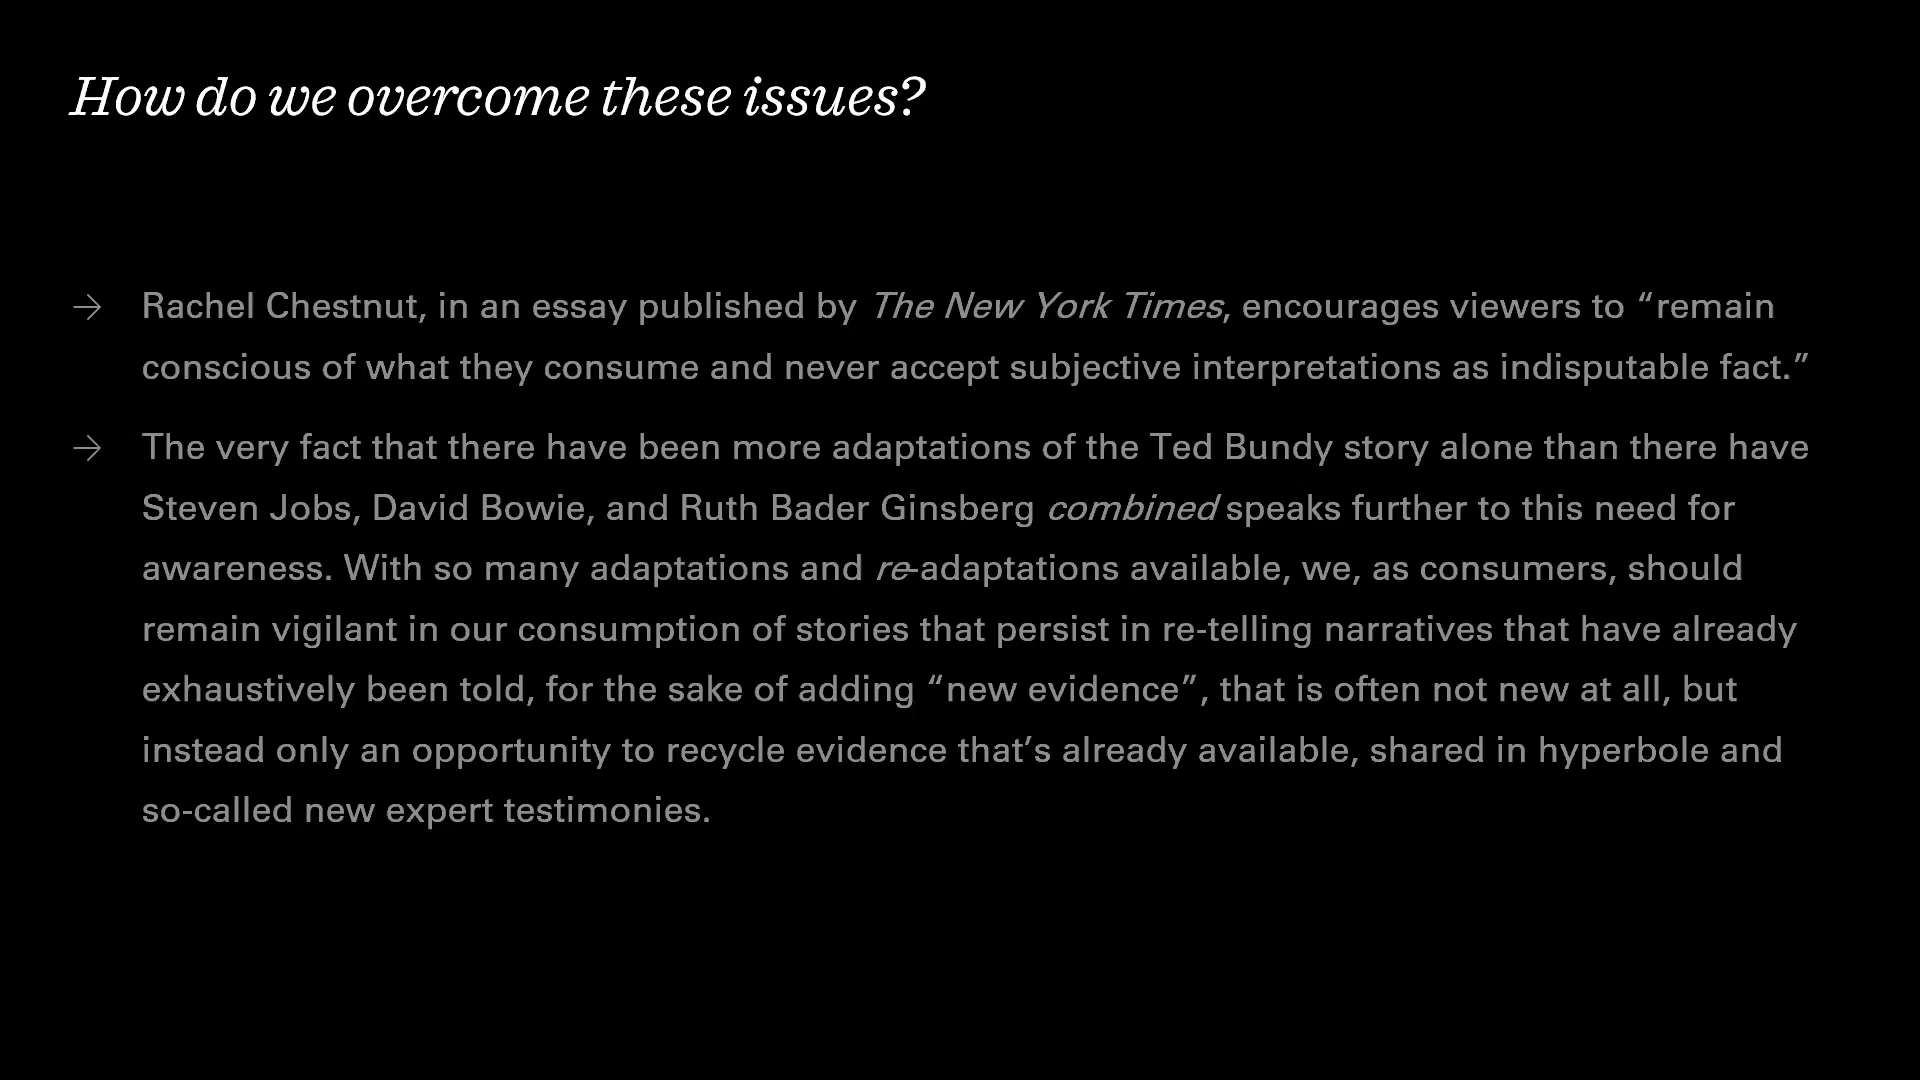 How do we overcome these issues?
→ Rachel Chestnut, in an essay published by The New York Times, encourages viewers to “remain
conscious of what they consume and never accept subjective interpretations as indisputable fact.”
→ The very fact that there have been more adaptations of the Ted Bundy story alone than there have
Steven Jobs, David Bowie, and Ruth Bader Ginsberg combined speaks further to this need for
awareness. With so many adaptations and re-adaptations available, we, as consumers, should
remain vigilant in our consumption of stories that persist in re-telling narratives that have already
exhaustively been told, for the sake of adding “new evidence”, that is often not new at all, but
instead only an opportunity to recycle evidence that’s already available, shared in hyperbole and
so-called new expert testimonies.